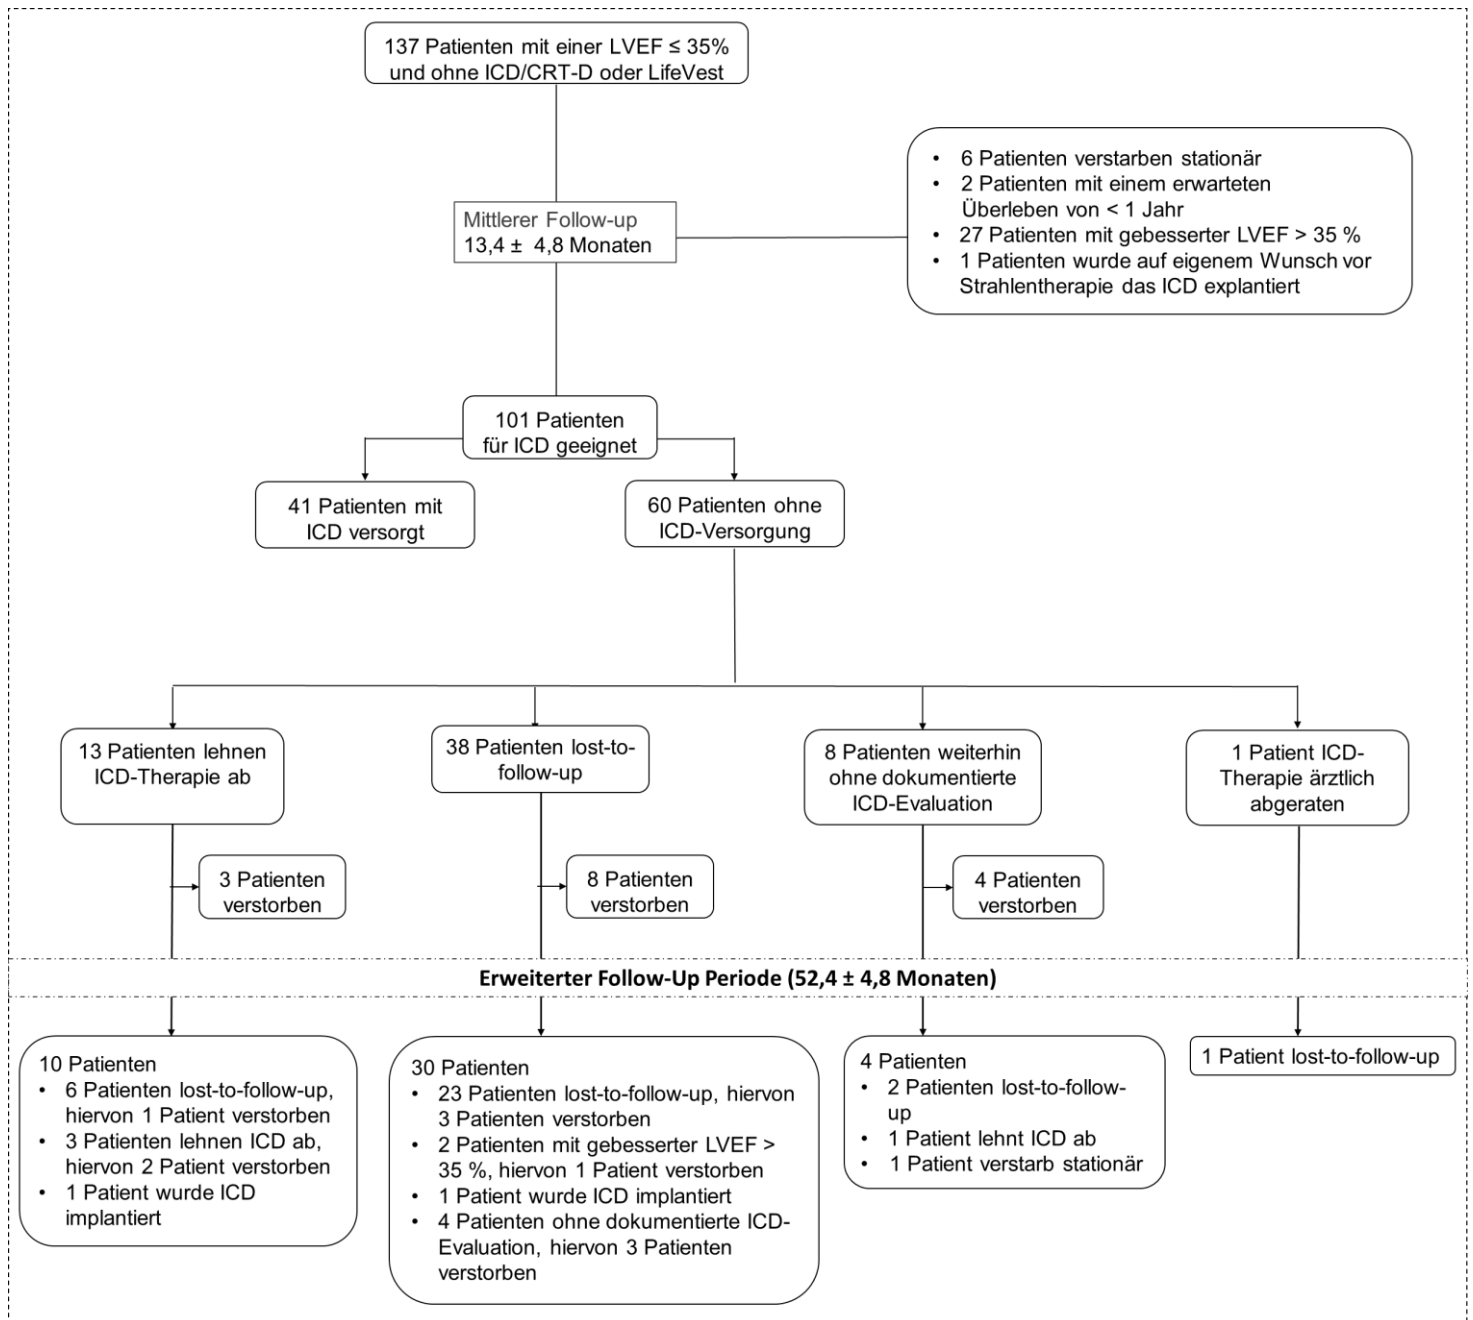 137 Patienten mit einer LVEF ≤ 35%
und ohne ICD/CRT-D oder LifeVest
• 6 Patienten verstarben stationär
• 2 Patienten mit einem erwarteten
Überleben von < 1 Jahr
• 27 Patienten mit gebesserter LVEF > 35 %
• 1 Patienten wurde auf eigenem Wunsch vor
Strahlentherapie das ICD explantiert
Mittlerer Follow-up
13,4 ± 4,8 Monaten
101 Patienten
für ICD geeignet
41 Patienten mit
ICD versorgt
60 Patienten ohne
ICD-Versorgung
13 Patienten lehnen
ICD-Therapie ab
38 Patienten lost-to-
follow-up
8 Patienten weiterhin
ohne dokumentierte
ICD-Evaluation
1 Patient ICD-
Therapie ärztlich
abgeraten
3 Patienten
verstorben
8 Patienten
verstorben
4 Patienten
verstorben
Erweiterter Follow-Up Periode (52,4 ± 4,8 Monaten)
10 Patienten
• 6 Patienten lost-to-follow-up,
hiervon 1 Patient verstorben
• 3 Patienten lehnen ICD ab,
hiervon 2 Patient verstorben
• 1 Patient wurde ICD
implantiert
30 Patienten
• 23 Patienten lost-to-follow-up, hiervon
3 Patienten verstorben
• 2 Patienten mit gebesserter LVEF >
35 %, hiervon 1 Patient verstorben
• 1 Patient wurde ICD implantiert
• 4 Patienten ohne dokumentierte ICD-
Evaluation, hiervon 3 Patienten
verstorben
4 Patienten
• 2 Patienten lost-to-follow-
up
• 1 Patient lehnt ICD ab
• 1 Patient verstarb stationär
1 Patient lost-to-follow-up